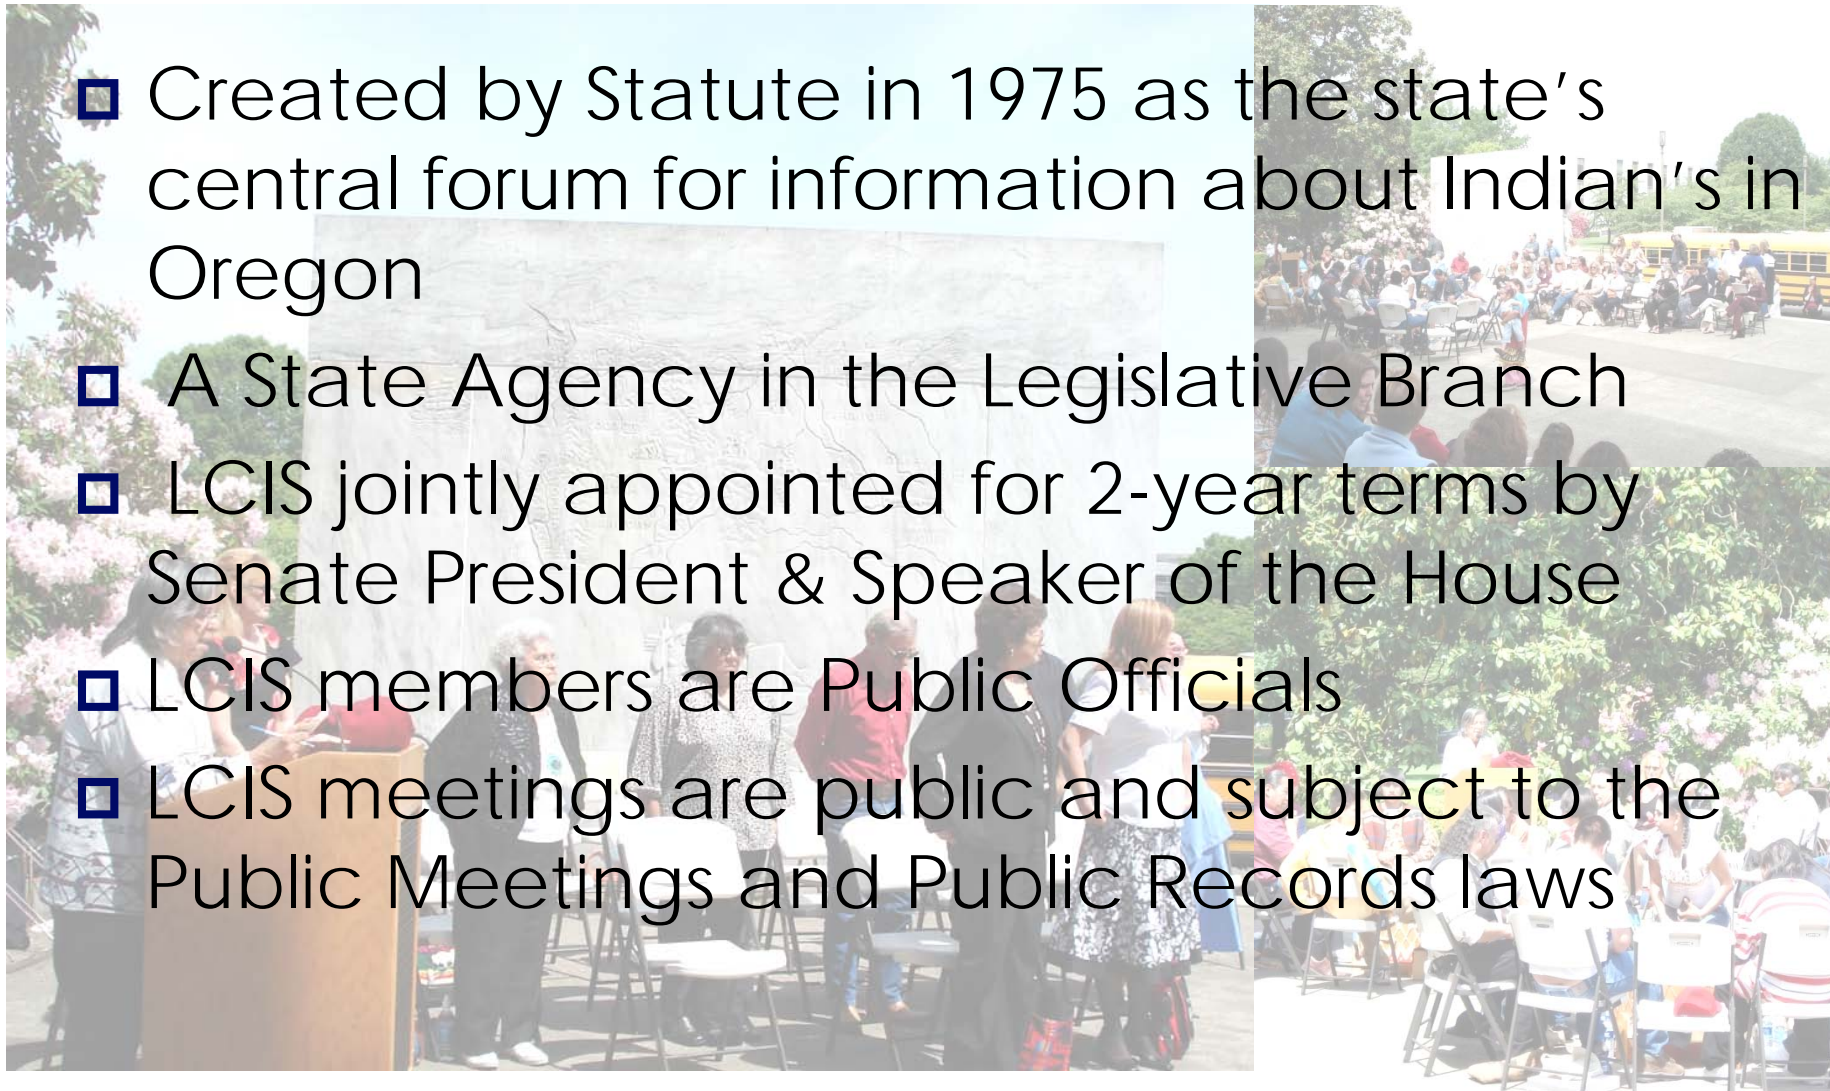 Created by Statute in 1975 as the state's
central forum for information about Indian's in
Oregon
A State Agency in the Legislative Branch
LCIS jointly appointed for 2-year terms by
Senate President & Speaker of the House
LCIS members are Public Officials
LCIS meetings are public and subject to the
Public Meetings and Public Records laws